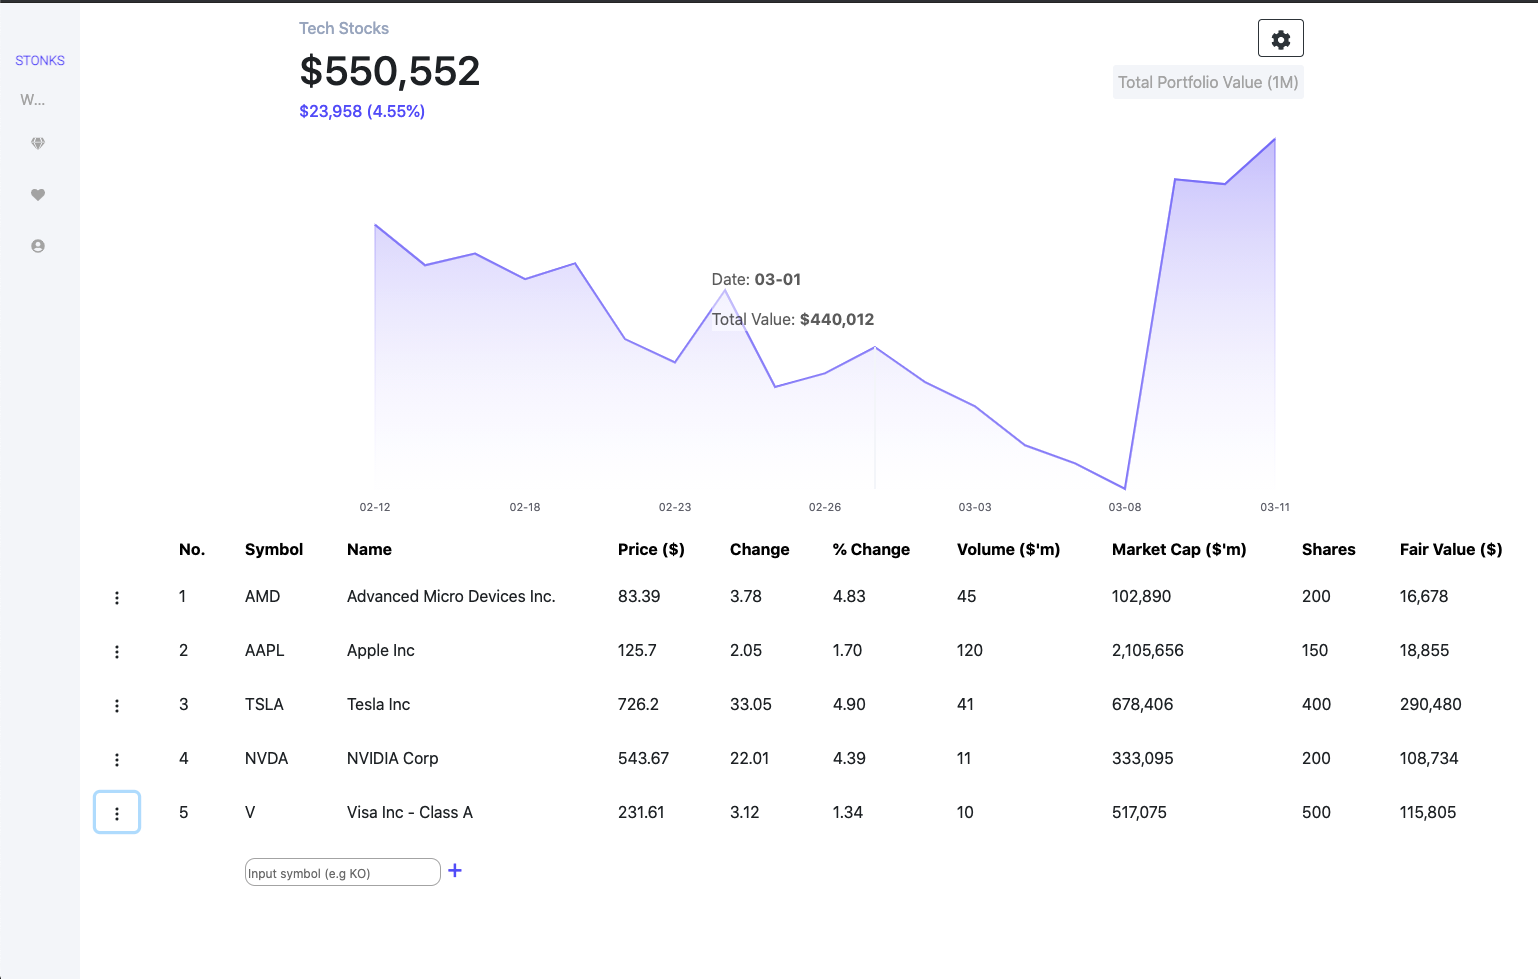 STONKS
W...
Tech Stocks
$550,552
$23,958 (4.55%)
Total Portfolio Value (1M)
Date: 03-01
Total Value: $440,012
02-12 02-18 02-23 02-26 03-03 03-08 03-11
No. Symbol Name Price ($) Change % Change Volume ($'m) Market Cap ($'m) Shares Fair Value ($)
1 AMD Advanced Micro Devices Inc. 83.39 3.78 4.83 45 102,890 200 16,678
2 AAPL Apple Inc 125.7 2.05 1.70 120 2,105,656 150 18,855
3 TSLA Tesla Inc 726.2 33.05 4.90 41 678,406 400 290,480
4 NVDA NVIDIA Corp 543.67 22.01 4.39 11 333,095 200 108,734
5 V Visa Inc - Class A 231.61 3.12 1.34 10 517,075 500 115,805
Input symbol (e.g KO) +